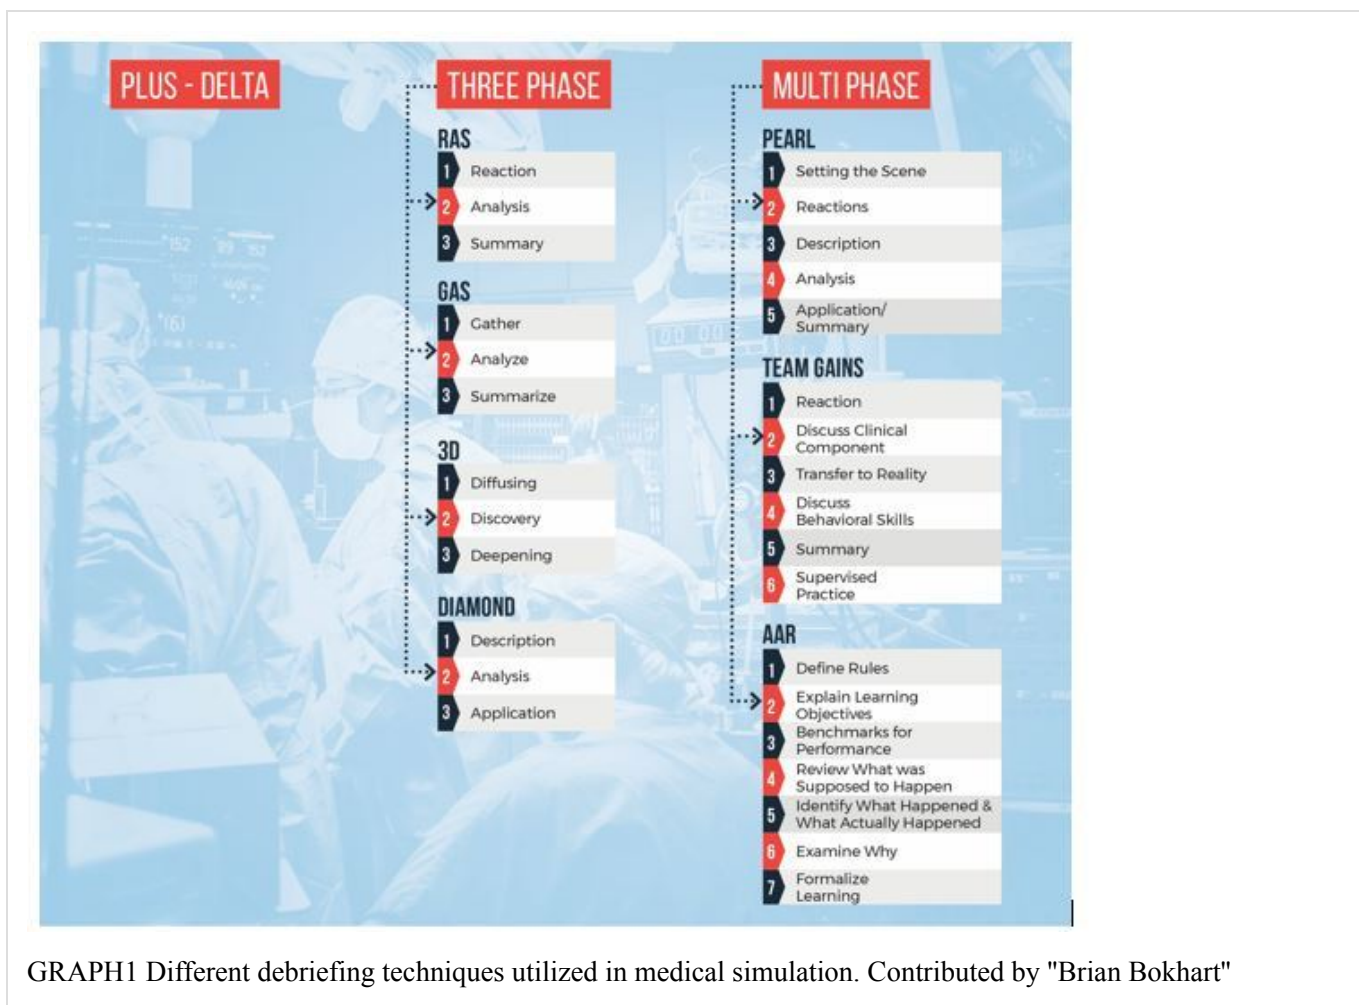 PLUS - DELTA
THREE PHASE
RAS
1 Reaction
2 Analysis
3 Summary
GAS
1 Gather
2 Analyze
3 Summarize
3D
1 Diffusing
2 Discovery
3 Deepening
DIAMOND
1 Description
2 Analysis
3 Application
MULTI PHASE
PEARL
1 Setting the Scene
2 Reactions
3 Description
4 Analysis
5 Application/
Summary
TEAM GAINS
1 Reaction
2 Discuss Clinical
Component
3 Transfer to Reality
4 Discuss
Behavioral Skills
5 Summary
6 Supervised
Practice
AAR
1 Define Rules
2 Explain Learning
Objectives
3 Benchmarks for
Performance
4 Review What was
Supposed to Happen
5 Identify What Happened &
What Actually Happened
6 Examine Why
7 Formalize
Learning
GRAPH1 Different debriefing techniques utilized in medical simulation. Contributed by "Brian Bokhart"